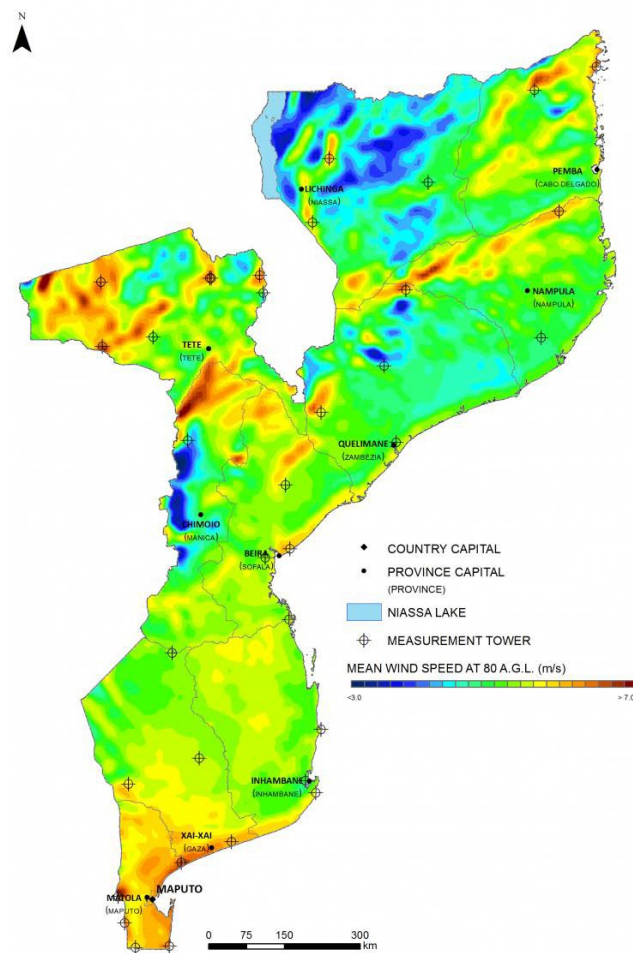 N
PEMBA
(CABO DELGADO)
LICHINGA
(NIASSA)
NAMPULA
(NAMPULA)
TETE
(TETE)
QUELIMANE
(ZAMBÉZIA)
CHIMOIO
(MANICA)
BEIRA
(SOFALA)
COUNTRY CAPITAL
PROVINCE CAPITAL
(PROVINCE)
NIASSA LAKE
MEASUREMENT TOWER
MEAN WIND SPEED AT 80 A.G.L. (m/s)
<3.0 >7.0
INHAMBANE
(INHAMBANE)
XAI-XAI
(GAZA)
MAPUTO
MATOLA
(MAPUTO)
0 75 150 300
km